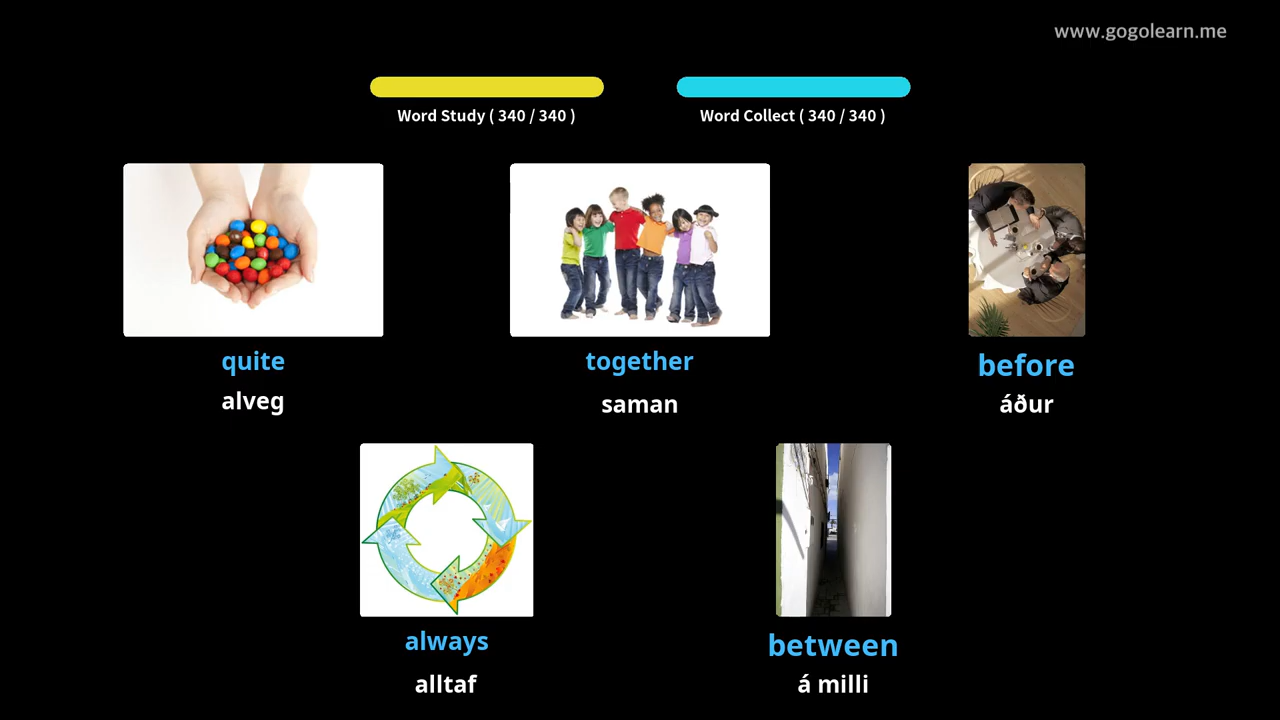 www.gogolearn.me
Word Study ( 340 / 340 )
Word Collect ( 340 / 340 )
quite
alveg
together
saman
before
áður
always
alltaf
between
á milli